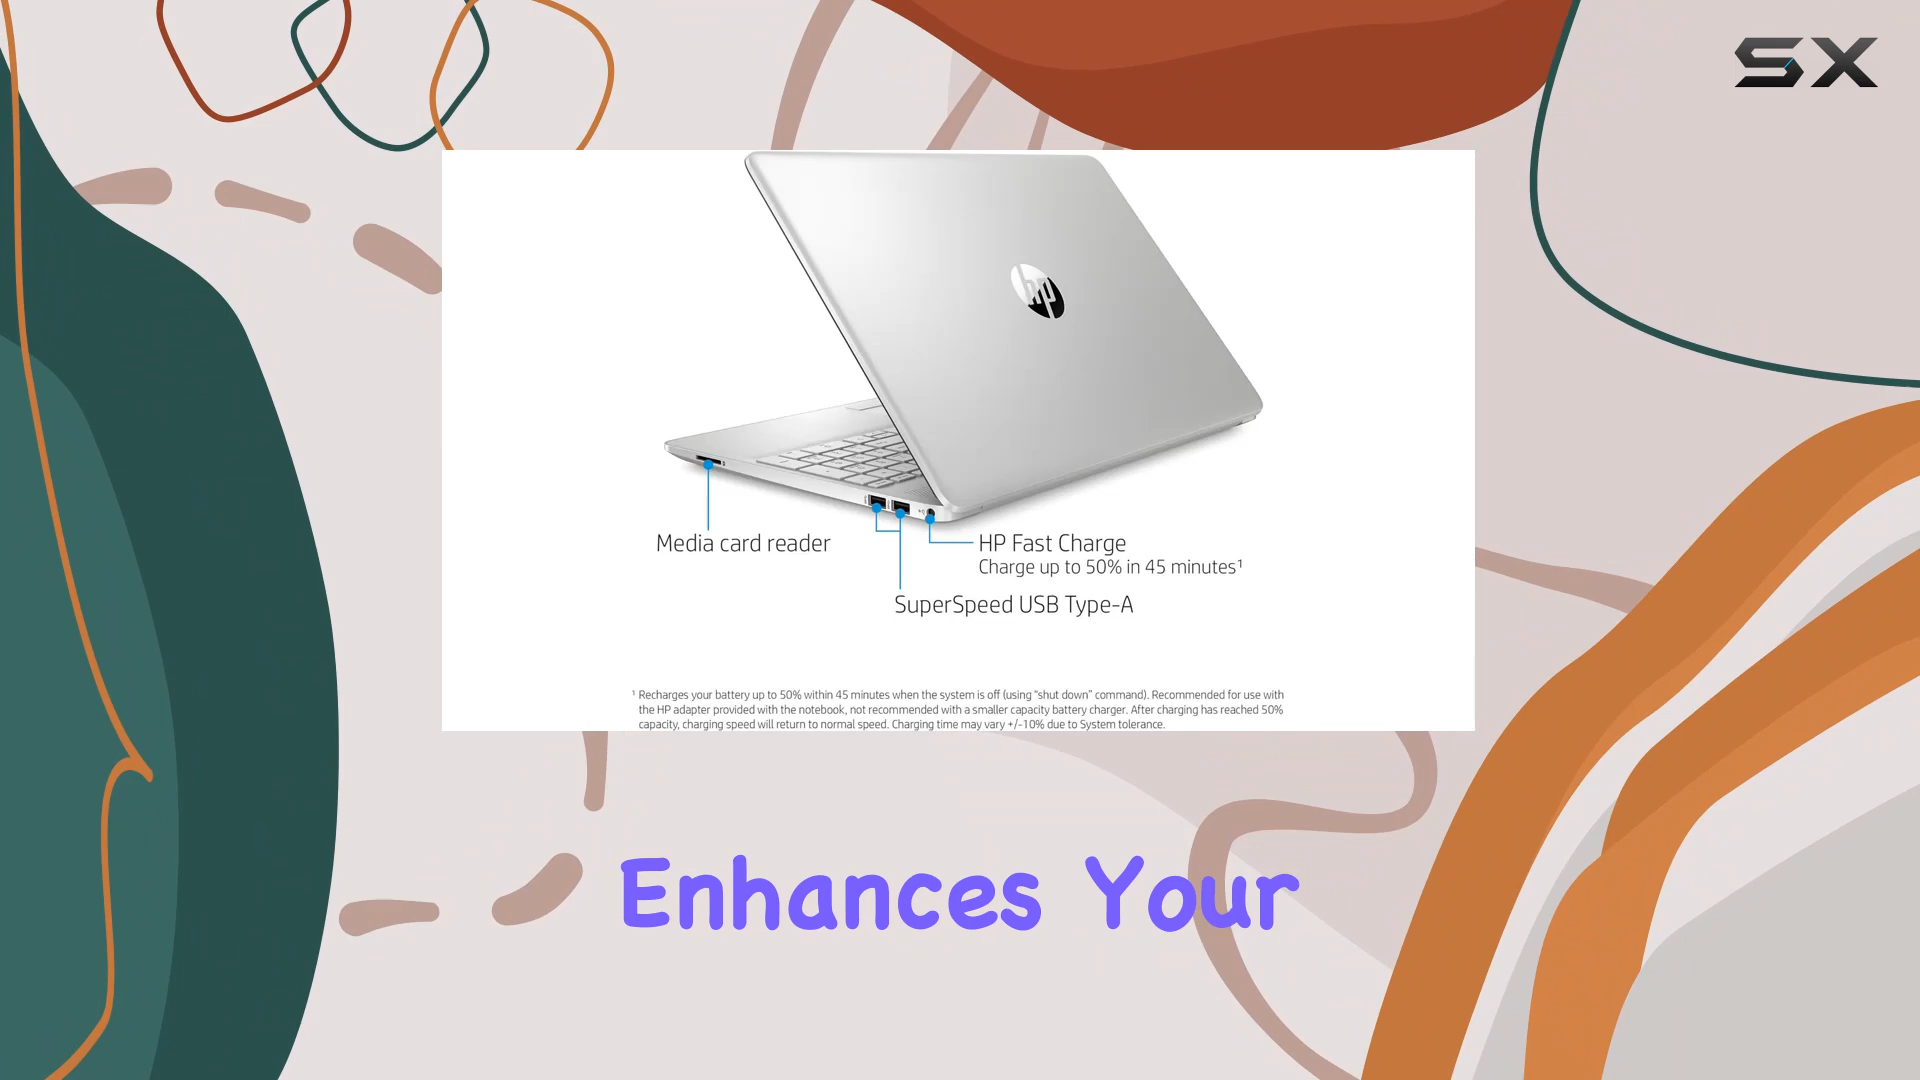 SX
hp
Media card reader
HP Fast Charge
Charge up to 50% in 45 minutes¹
SuperSpeed USB Type-A
¹ Recharges your battery up to 50% within 45 minutes when the system is off (using “shut down” command). Recommended for use with
the HP adapter provided with the notebook, not recommended with a smaller capacity battery charger. After charging has reached 50%
capacity, charging speed will return to normal speed. Charging time may vary +/-10% due to System tolerance.
Enhances Your